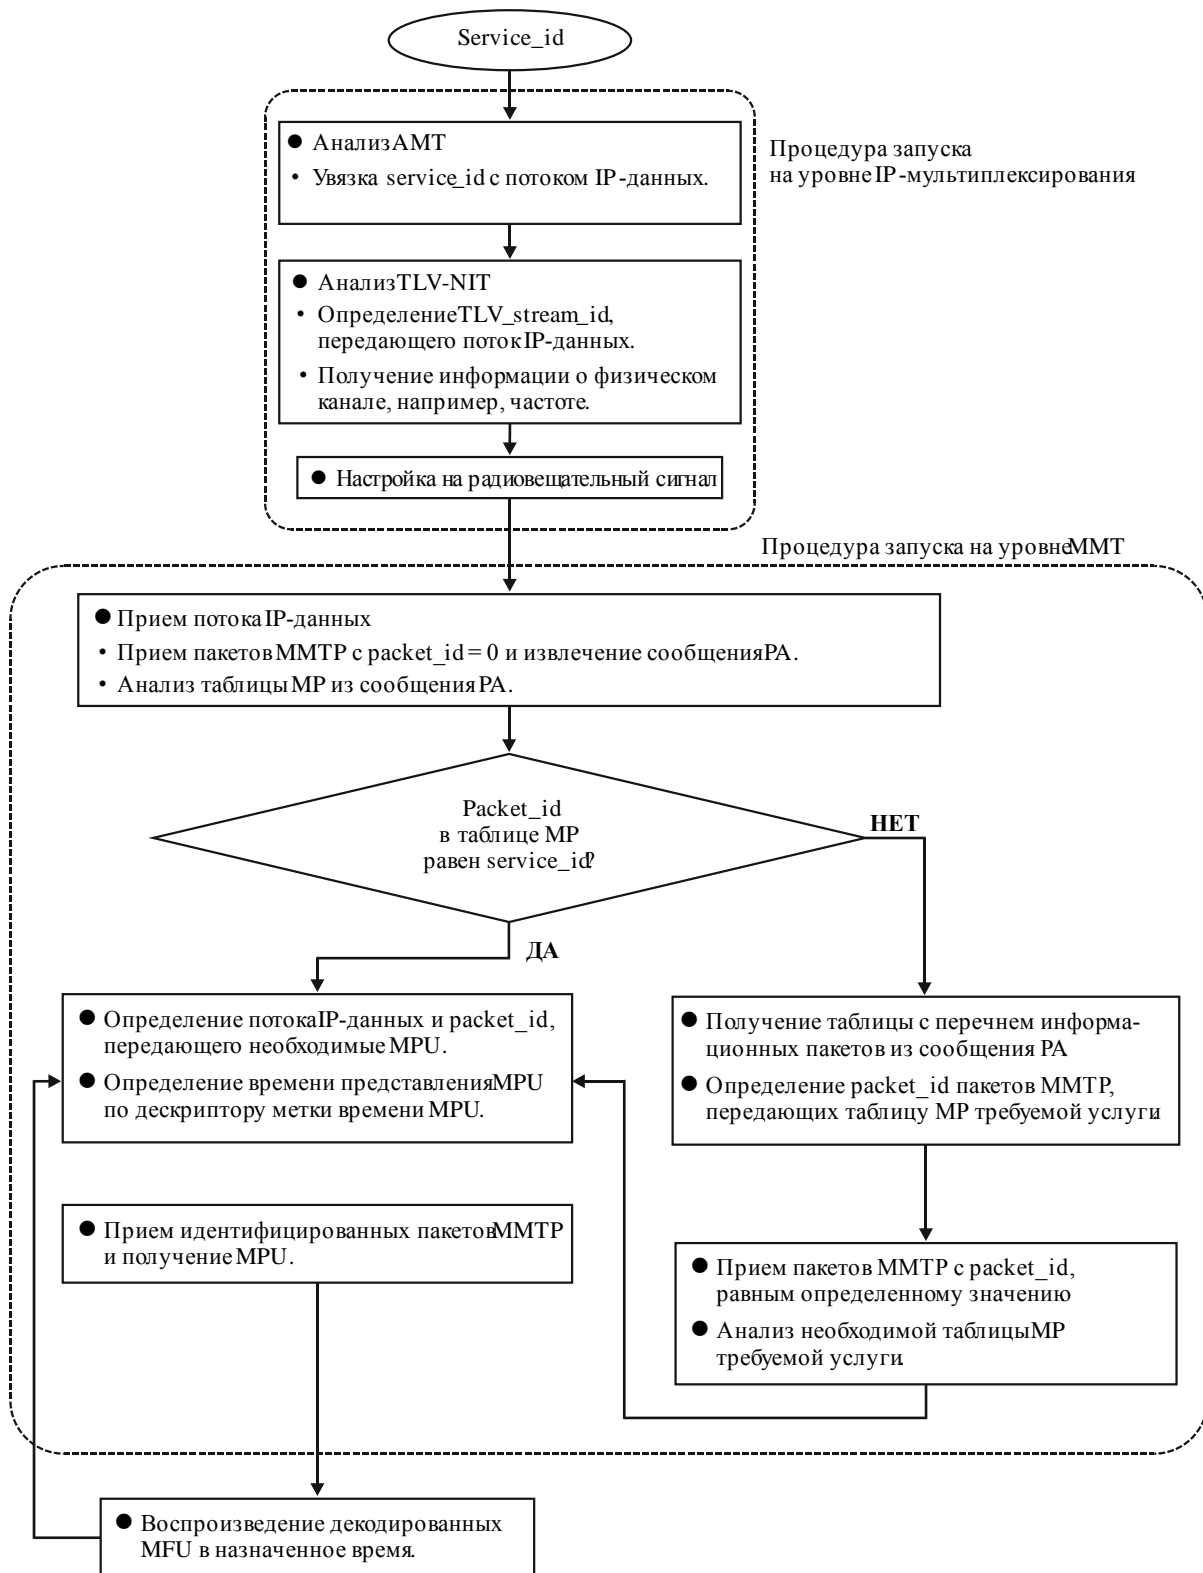 Service_id
● Анализ AMT
• Увязка service_id с потоком IP-данных.
Процедура запуска
на уровне IP-мультиплексирования
● Анализ TLV-NIT
• Определение TLV_stream_id,
передающего поток IP-данных.
• Получение информации о физическом
канале, например, частоте.
● Настройка на радиовещательный сигнал
Процедура запуска на уровне MMT
● Прием потока IP-данных
• Прием пакетов MMTP с packet_id = 0 и извлечение сообщения PA.
• Анализ таблицы MP из сообщения PA.
Packet_id
в таблице MP
равен service_id?
НЕТ
ДА
● Определение потока IP-данных и packet_id,
передающего необходимые MPU.
● Определение времени представления MPU
по дескриптору метки времени MPU.
● Получение таблицы с перечнем информа-
ционных пакетов из сообщения PA
● Определение packet_id пакетов MMTP,
передающих таблицу MP требуемой услуги.
● Прием идентифицированных пакетов MMTP
и получение MPU.
● Прием пакетов MMTP с packet_id,
равным определенному значению
● Анализ необходимой таблицы MP
требуемой услуги.
● Воспроизведение декодированных
MFU в назначенное время.